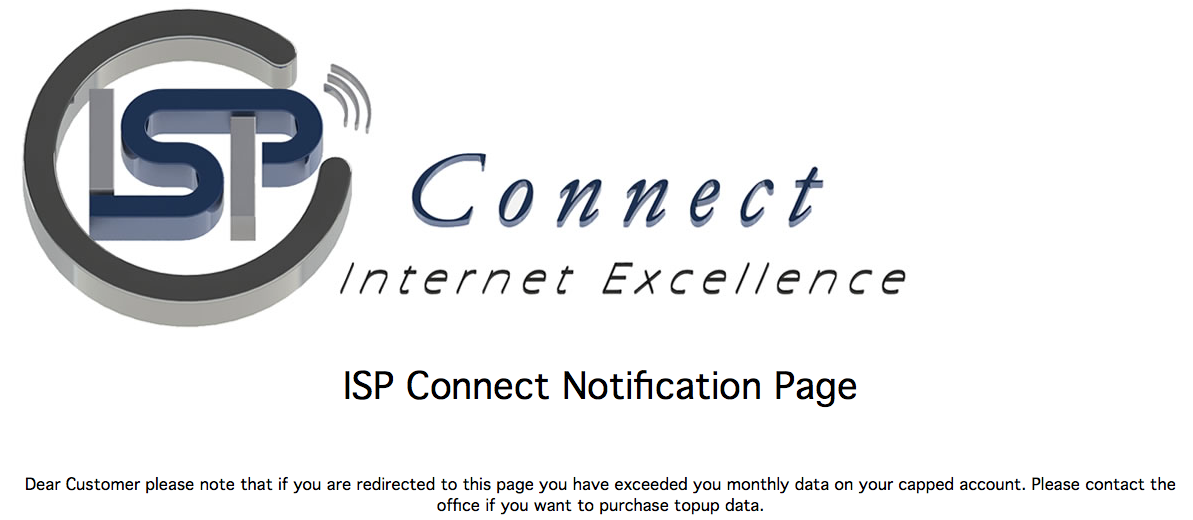 ISP
Connect
Internet Excellence
ISP Connect Notification Page
Dear Customer please note that if you are redirected to this page you have exceeded you monthly data on your capped account. Please contact the
office if you want to purchase topup data.